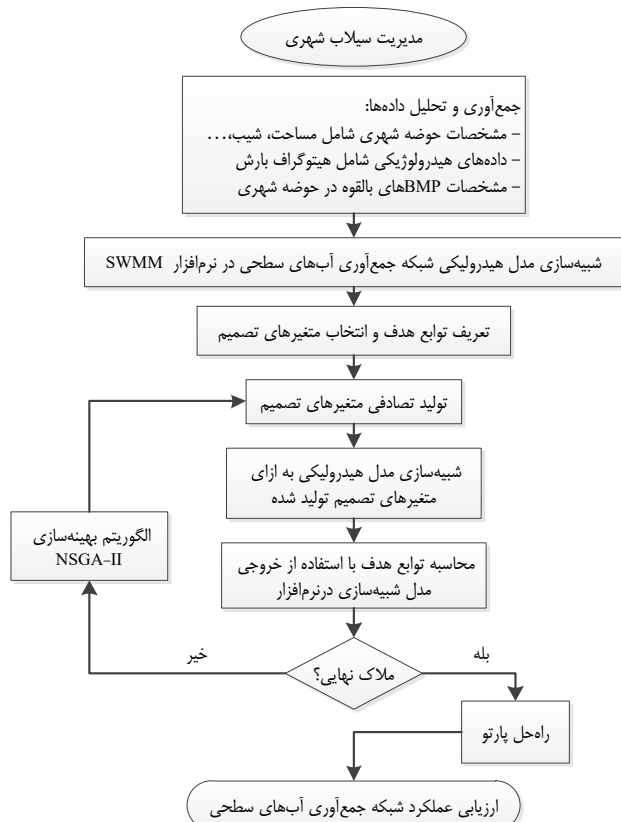 مدیریت سیلاب شهری
جمع‌آوری و تحلیل داده‌ها:
- مشخصات حوضه شهری شامل مساحت، شیب،...
- داده‌های هیدرولوژیکی شامل هیتوگراف بارش
- مشخصات BMPهای بالقوه در حوضه شهری
شبیه‌سازی مدل هیدرولیکی شبکه جمع‌آوری آب‌های سطحی در نرم‌افزار SWMM
تعریف توابع هدف و انتخاب متغیرهای تصمیم
تولید تصادفی متغیرهای تصمیم
شبیه‌سازی مدل هیدرولیکی به ازای
متغیرهای تصمیم تولید شده
الگوریتم بهینه‌سازی
NSGA-II
محاسبه توابع هدف با استفاده از خروجی
مدل شبیه‌سازی درنرم‌افزار
ملاک نهایی؟
بله
خیر
راه‌حل پارتو
ارزیابی عملکرد شبکه جمع‌آوری آب‌های سطحی